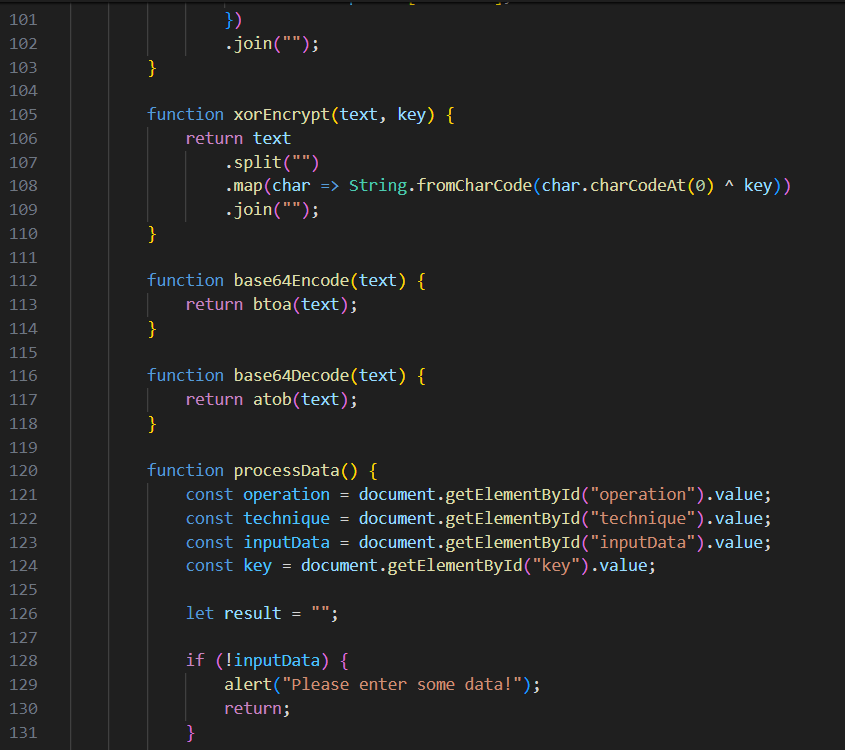 101 })
102 .join("");
103 }
104
105 function xorEncrypt(text, key) {
106 return text
107 .split("")
108 .map(char => String.fromCharCode(char.charCodeAt(0) ^ key))
109 .join("");
110 }
111
112 function base64Encode(text) {
113 return btoa(text);
114 }
115
116 function base64Decode(text) {
117 return atob(text);
118 }
119
120 function processData() {
121 const operation = document.getElementById("operation").value;
122 const technique = document.getElementById("technique").value;
123 const inputData = document.getElementById("inputData").value;
124 const key = document.getElementById("key").value;
125
126 let result = "";
127
128 if (!inputData) {
129 alert("Please enter some data!");
130 return;
131 }